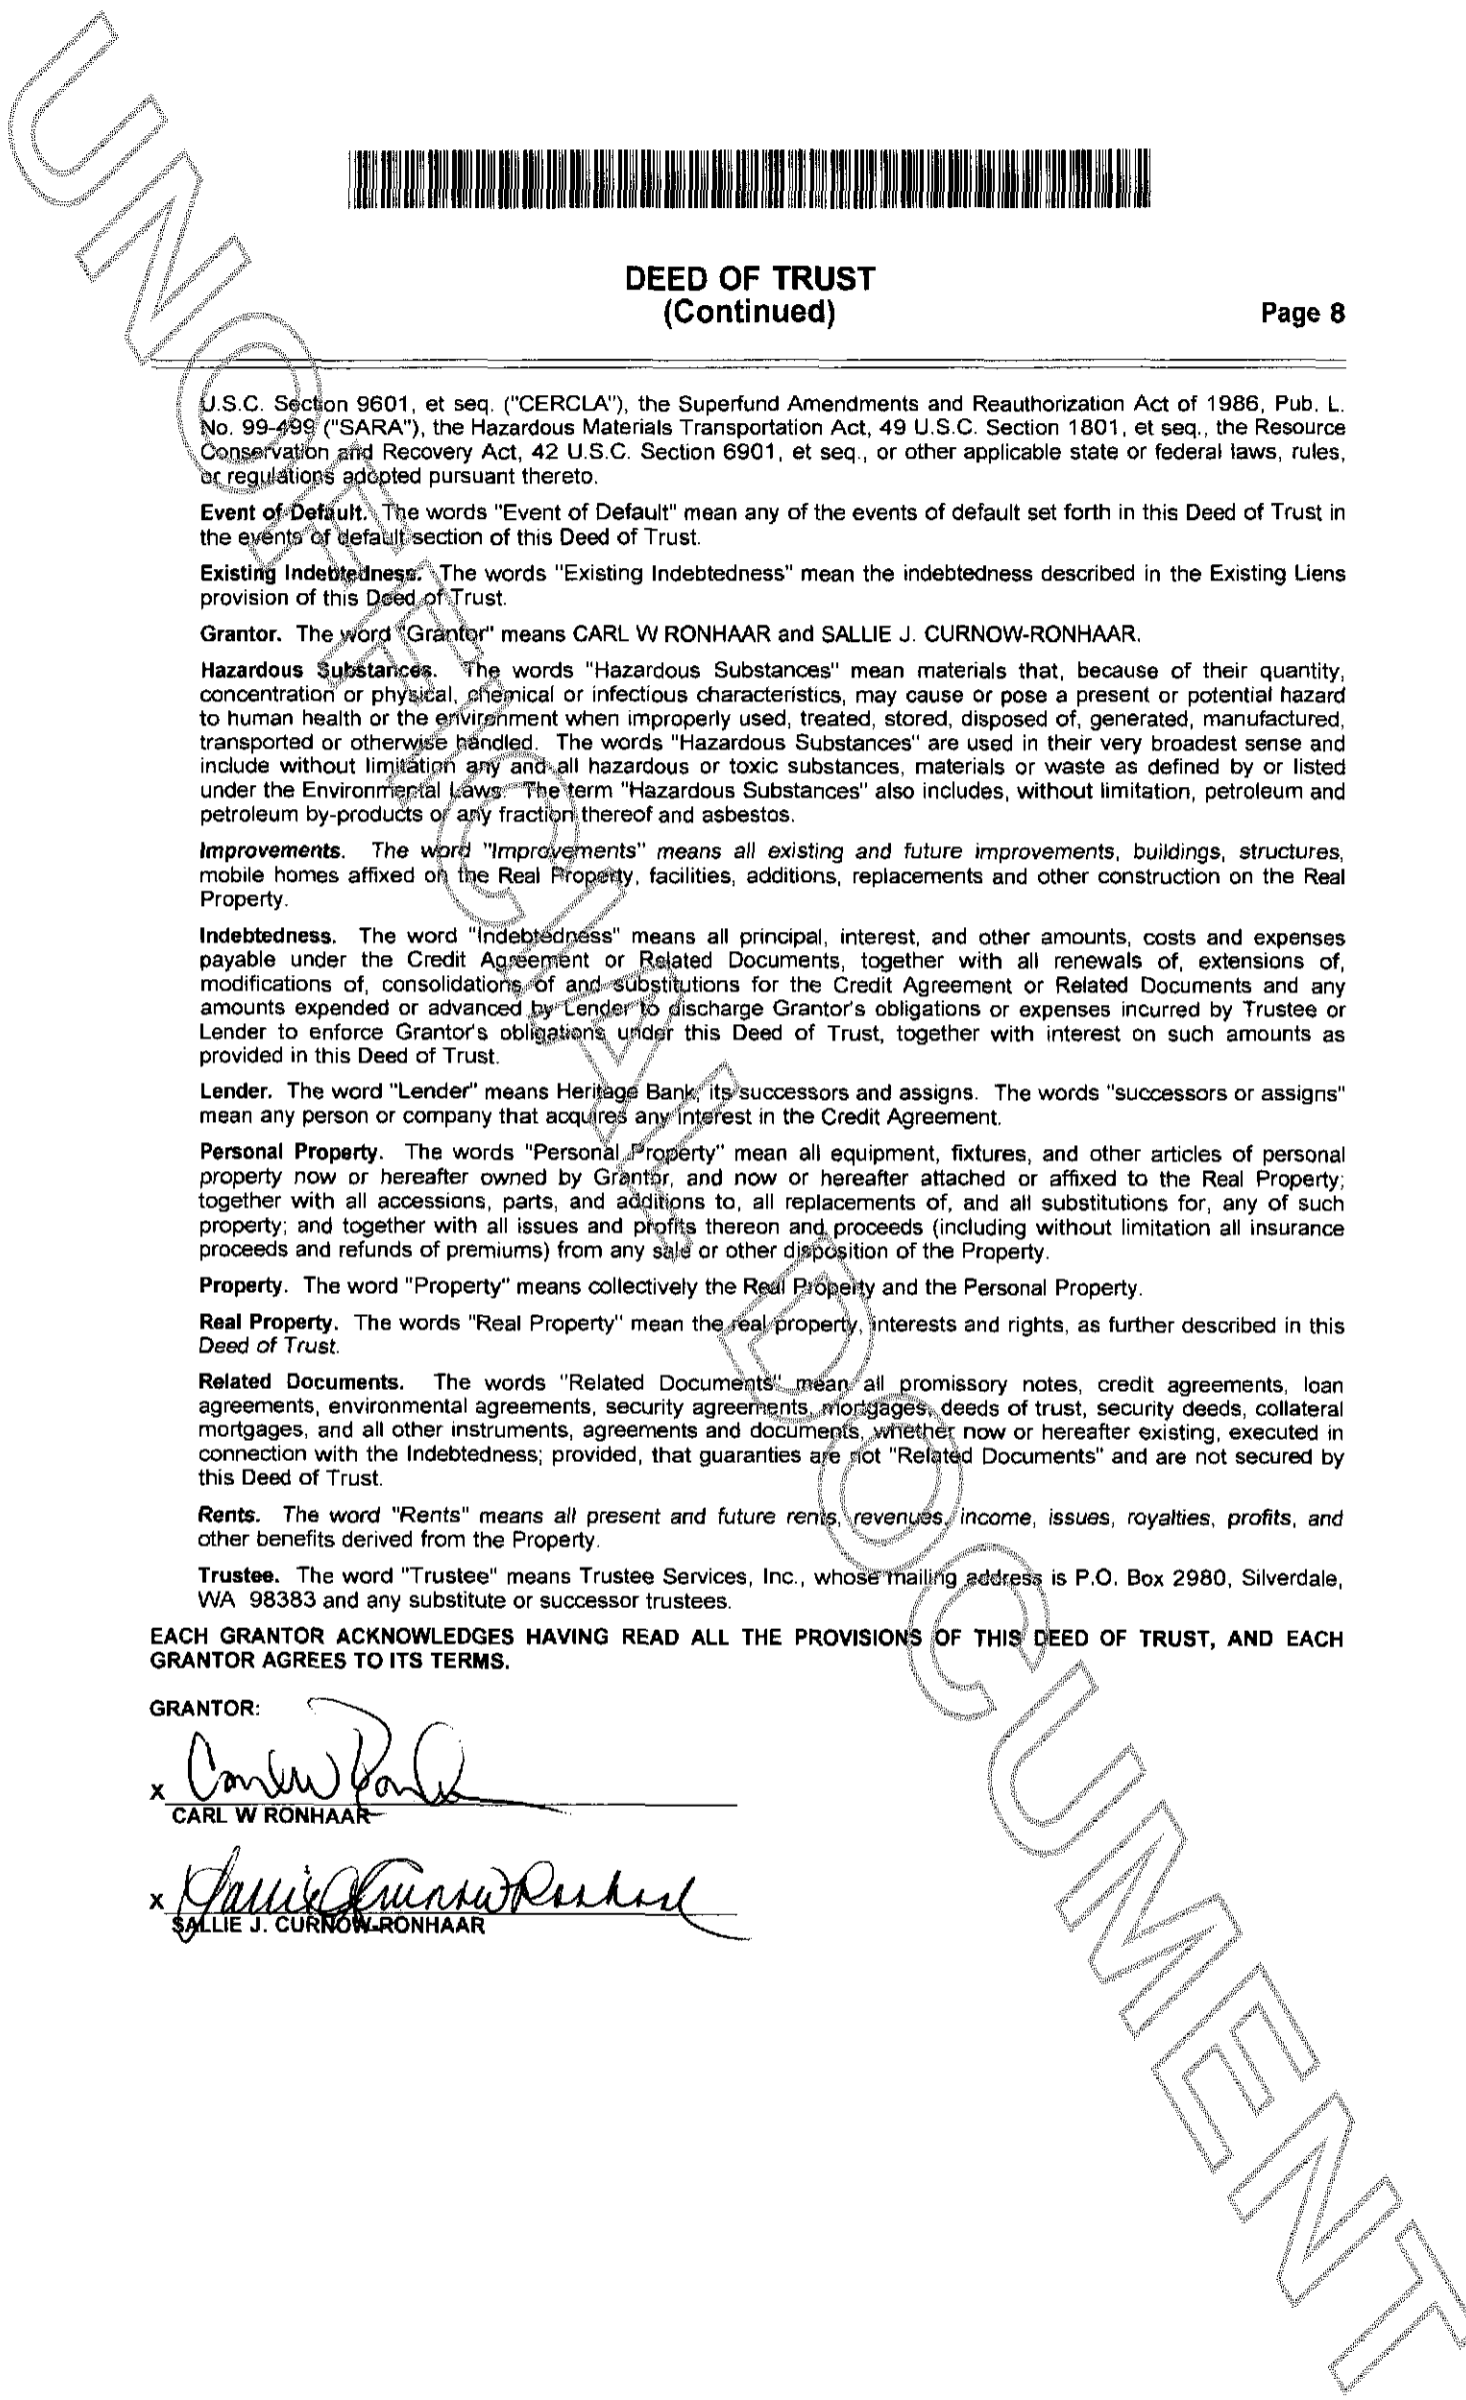 DEED OF TRUST
(Continued)
Page 8
U.S.C. Section 9601, et seq. ("CERCLA"), the Superfund Amendments and Reauthorization Act of 1986, Pub. L.
No. 99-499 ("SARA"), the Hazardous Materials Transportation Act, 49 U.S.C. Section 1801, et seq., the Resource
Conservation and Recovery Act, 42 U.S.C. Section 6901, et seq., or other applicable state or federal laws, rules,
or regulations adopted pursuant thereto.
Event of Default. The words "Event of Default" mean any of the events of default set forth in this Deed of Trust in
the events of default section of this Deed of Trust.
Existing Indebtedness. The words "Existing Indebtedness" mean the indebtedness described in the Existing Liens
provision of this Deed of Trust.
Grantor. The word "Grantor" means CARL W RONHAAR and SALLIE J. CURNOW-RONHAAR.
Hazardous Substances. The words "Hazardous Substances" mean materials that, because of their quantity,
concentration or physical, chemical or infectious characteristics, may cause or pose a present or potential hazard
to human health or the environment when improperly used, treated, stored, disposed of, generated, manufactured,
transported or otherwise handled. The words "Hazardous Substances" are used in their very broadest sense and
include without limitation any and all hazardous or toxic substances, materials or waste as defined by or listed
under the Environmental Laws. The term "Hazardous Substances" also includes, without limitation, petroleum and
petroleum by-products or any fraction thereof and asbestos.
Improvements. The word "Improvements" means all existing and future improvements, buildings, structures,
mobile homes affixed on the Real Property, facilities, additions, replacements and other construction on the Real
Property.
Indebtedness. The word "Indebtedness" means all principal, interest, and other amounts, costs and expenses
payable under the Credit Agreement or Related Documents, together with all renewals of, extensions of,
modifications of, consolidations of and substitutions for the Credit Agreement or Related Documents and any
amounts expended or advanced by Lender to discharge Grantor's obligations or expenses incurred by Trustee or
Lender to enforce Grantor's obligations under this Deed of Trust, together with interest on such amounts as
provided in this Deed of Trust.
Lender. The word "Lender" means Heritage Bank, its successors and assigns. The words "successors or assigns"
mean any person or company that acquires any interest in the Credit Agreement.
Personal Property. The words "Personal Property" mean all equipment, fixtures, and other articles of personal
property now or hereafter owned by Grantor, and now or hereafter attached or affixed to the Real Property;
together with all accessions, parts, and additions to, all replacements of, and all substitutions for, any of such
property; and together with all issues and profits thereon and proceeds (including without limitation all insurance
proceeds and refunds of premiums) from any sale or other disposition of the Property.
Property. The word "Property" means collectively the Real Property and the Personal Property.
Real Property. The words "Real Property" mean the real property, interests and rights, as further described in this
Deed of Trust.
Related Documents. The words "Related Documents" mean all promissory notes, credit agreements, loan
agreements, environmental agreements, security agreements, mortgages, deeds of trust, security deeds, collateral
mortgages, and all other instruments, agreements and documents, whether now or hereafter existing, executed in
connection with the Indebtedness; provided, that guaranties are not "Related Documents" and are not secured by
this Deed of Trust.
Rents. The word "Rents" means all present and future rents, revenues, income, issues, royalties, profits, and
other benefits derived from the Property.
Trustee. The word "Trustee" means Trustee Services, Inc., whose mailing address is P.O. Box 2980, Silverdale,
WA 98383 and any substitute or successor trustees.
EACH GRANTOR ACKNOWLEDGES HAVING READ ALL THE PROVISIONS OF THIS DEED OF TRUST, AND EACH
GRANTOR AGREES TO ITS TERMS.
GRANTOR:
X
CARL W RONHAAR
X
SALLIE J. CURNOW-RONHAAR
UNOFFICIAL DOCUMENT